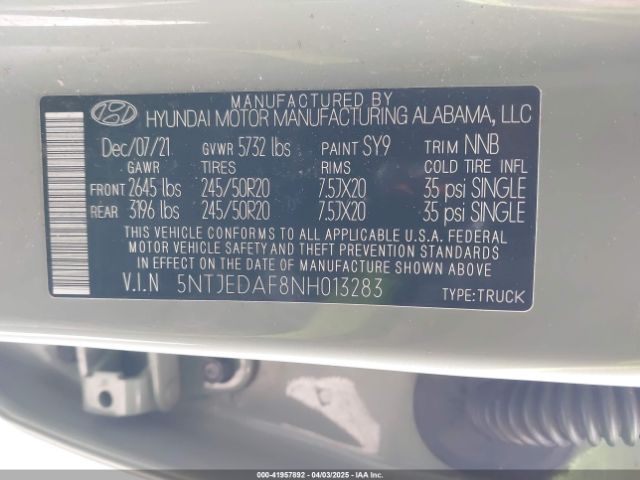 MANUFACTURED BY
HYUNDAI MOTOR MANUFACTURING ALABAMA, LLC
Dec/07/21 GVWR 5732 lbs PAINT SY9 TRIM NNB
GAWR TIRES RIMS COLD TIRE INFL
FRONT 2645 lbs 245/50R20 7.5JX20 35 psi SINGLE
REAR 3196 lbs 245/50R20 7.5JX20 35 psi SINGLE
THIS VEHICLE CONFORMS TO ALL APPLICABLE U.S.A. FEDERAL
MOTOR VEHICLE SAFETY AND THEFT PREVENTION STANDARDS
IN EFFECT ON THE DATE OF MANUFACTURE SHOWN ABOVE.
V.I.N 5NTJEDAF8NH013283 TYPE:TRUCK
000-41957892 - 04/03/2025 - IAAI.COM